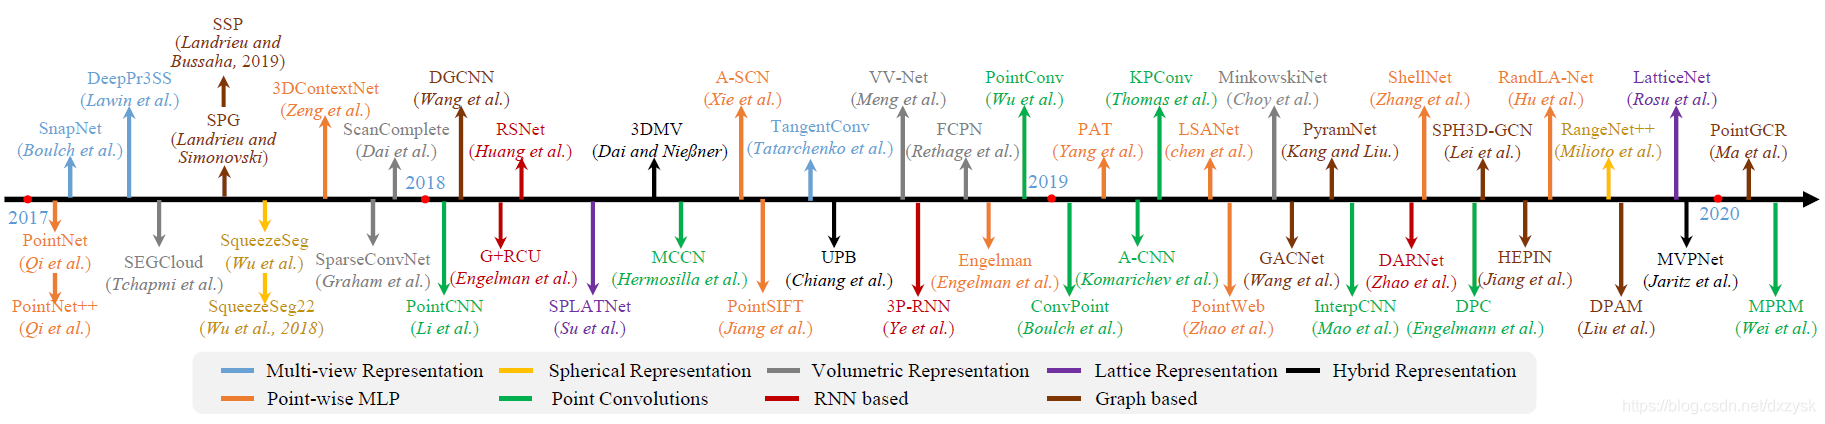 SSP
(Landrieu and
Bussaha, 2019)
DeepPr3SS
(Lawin et al.)
3DContextNet
(Zeng et al.)
DGCNN
(Wang et al.)
A-SCN
(Xie et al.)
VV-Net
(Meng et al.)
PointConv
(Wu et al.)
KPConv
(Thomas et al.)
MinkowskiNet
(Choy et al.)
ShellNet
(Zhang et al.)
RandLA-Net
(Hu et al.)
LatticeNet
(Rosu et al.)
SnapNet
(Boulch et al.)
SPG
(Landrieu and
Simonovski)
ScanComplete
(Dai et al.)
RSNet
(Huang et al.)
3DMV
(Dai and Nießner)
TangentConv
(Tatarchenko et al.)
FCPN
(Rethage et al.)
PAT
(Yang et al.)
LSANet
(chen et al.)
PyramNet
(Kang and Liu.)
SPH3D-GCN
(Lei et al.)
RangeNet++
(Milioto et al.)
PointGCR
(Ma et al.)
2017
2018
2019
2020
PointNet
(Qi et al.)
SEGCloud
(Tchapmi et al.)
SqueezeSeg
(Wu et al.)
SparseConvNet
(Graham et al.)
G+RCU
(Engelman et al.)
MCCN
(Hermosilla et al.)
UPB
(Chiang et al.)
Engelman
(Engelman et al.)
A-CNN
(Komarichev et al.)
GACNet
(Wang et al.)
DARNet
(Zhao et al.)
HEPIN
(Jiang et al.)
MVPNet
(Jaritz et al.)
PointNet++
(Qi et al.)
SqueezeSeg22
(Wu et al., 2018)
PointCNN
(Li et al.)
SPLATNet
(Su et al.)
PointSIFT
(Jiang et al.)
3P-RNN
(Ye et al.)
ConvPoint
(Boulch et al.)
PointWeb
(Zhao et al.)
InterpCNN
(Mao et al.)
DPC
(Engelmann et al.)
DPAM
(Liu et al.)
MPRM
(Wei et al.)
Multi-view Representation
Spherical Representation
Volumetric Representation
Lattice Representation
Hybrid Representation
Point-wise MLP
Point Convolutions
RNN based
Graph based
https://blog.csdn.net/dxzysk